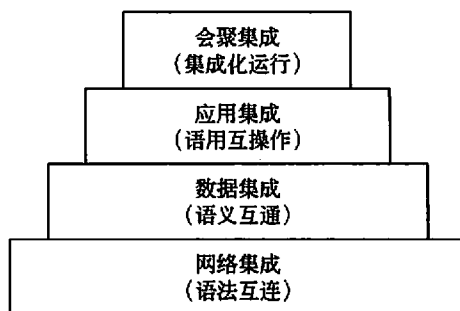 会聚集成
(集成化运行)
应用集成
(语用互操作)
数据集成
(语义互通)
网络集成
(语法互连)